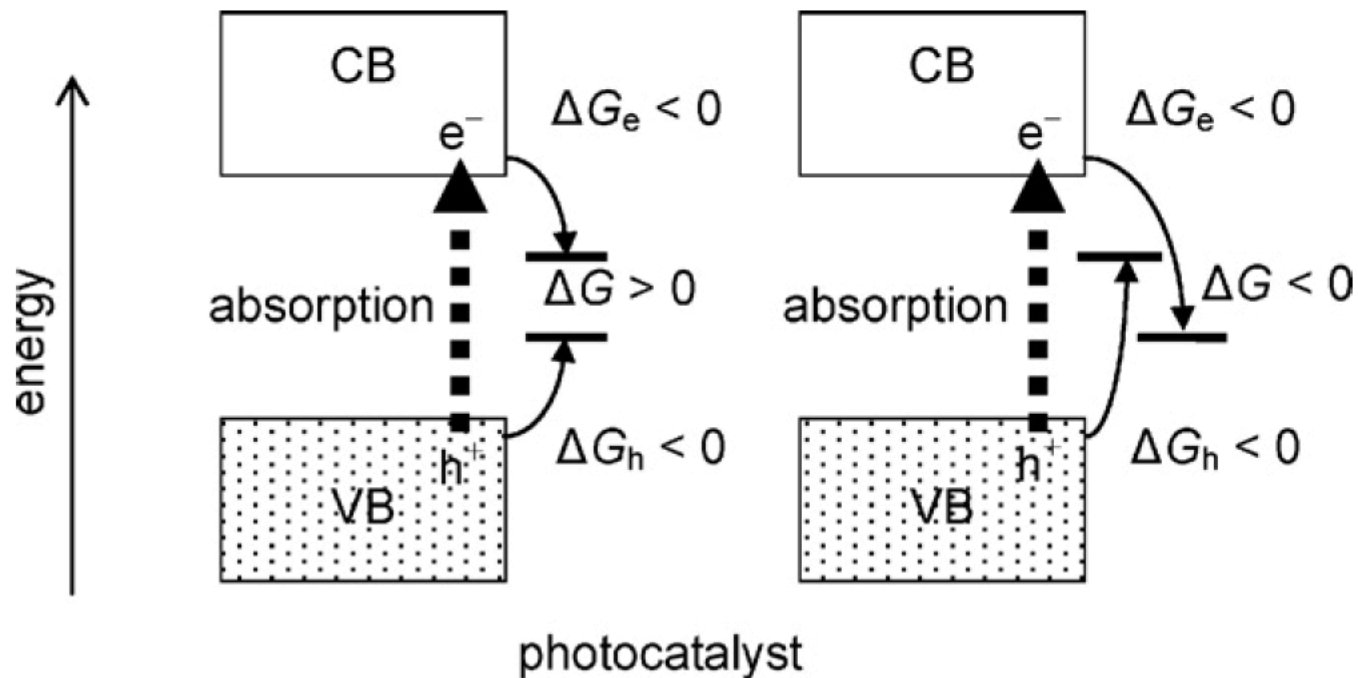 CB
e⁻
ΔGe < 0
absorption
ΔG > 0
h⁺
ΔGh < 0
VB
CB
e⁻
ΔGe < 0
absorption
ΔG < 0
h⁺
ΔGh < 0
VB
energy
photocatalyst